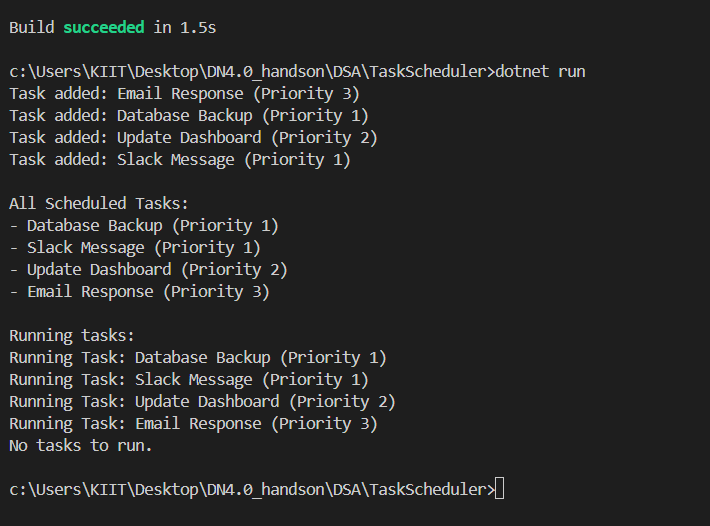 Build succeeded in 1.5s
c:\Users\KIIT\Desktop\DN4.0_handson\DSA\TaskScheduler>dotnet run
Task added: Email Response (Priority 3)
Task added: Database Backup (Priority 1)
Task added: Update Dashboard (Priority 2)
Task added: Slack Message (Priority 1)
All Scheduled Tasks:
- Database Backup (Priority 1)
- Slack Message (Priority 1)
- Update Dashboard (Priority 2)
- Email Response (Priority 3)
Running tasks:
Running Task: Database Backup (Priority 1)
Running Task: Slack Message (Priority 1)
Running Task: Update Dashboard (Priority 2)
Running Task: Email Response (Priority 3)
No tasks to run.
c:\Users\KIIT\Desktop\DN4.0_handson\DSA\TaskScheduler>